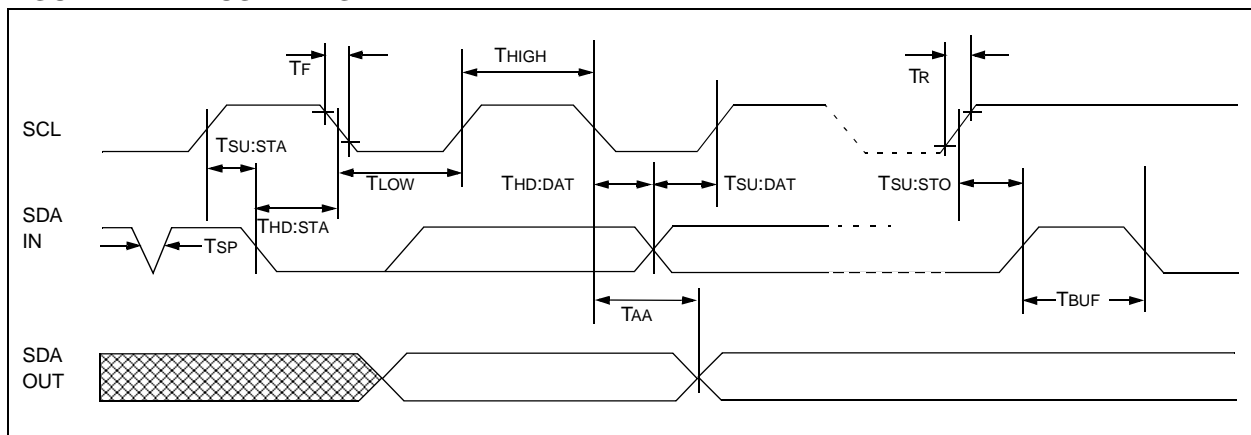 TF
THIGH
TR
SCL
TSU:STA
TLOW
THD:DAT
TSU:DAT
TSU:STO
SDA
IN
TSP
THD:STA
TAA
TBUF
SDA
OUT